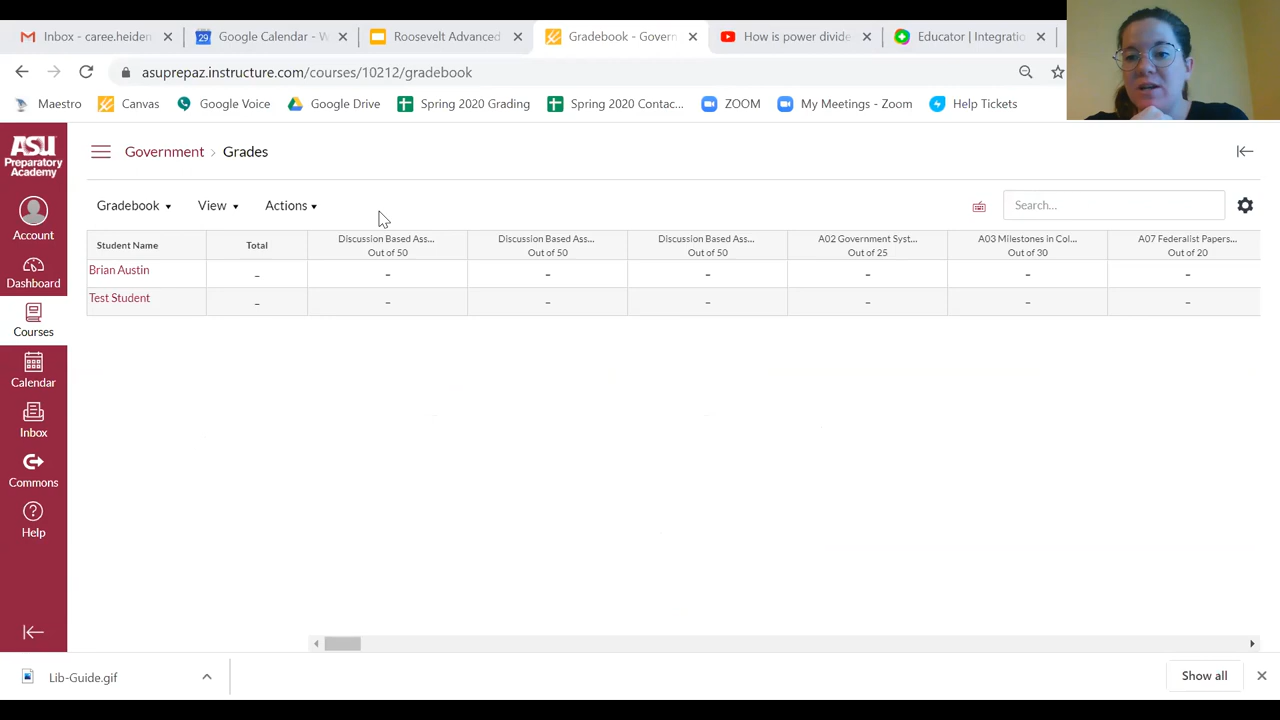 Inbox - caree.heiden
Google Calendar - W
Roosevelt Advanced
Gradebook - Govern
How is power divide
Educator | Integratio
asuprepaz.instructure.com/courses/10212/gradebook
Maestro
Canvas
Google Voice
Google Drive
Spring 2020 Grading
Spring 2020 Contac...
ZOOM
My Meetings - Zoom
Help Tickets
ASU
Preparatory
Academy
Government › Grades
Account
Dashboard
Courses
Calendar
Inbox
Commons
Help
Gradebook
View
Actions
Search...
Student Name
Total
Discussion Based Ass...
Out of 50
Discussion Based Ass...
Out of 50
Discussion Based Ass...
Out of 50
A02 Government Syst...
Out of 25
A03 Milestones in Col...
Out of 30
A07 Federalist Papers...
Out of 20
Brian Austin – – – – – – –
Test Student – – – – – – –
Lib-Guide.gif
Show all